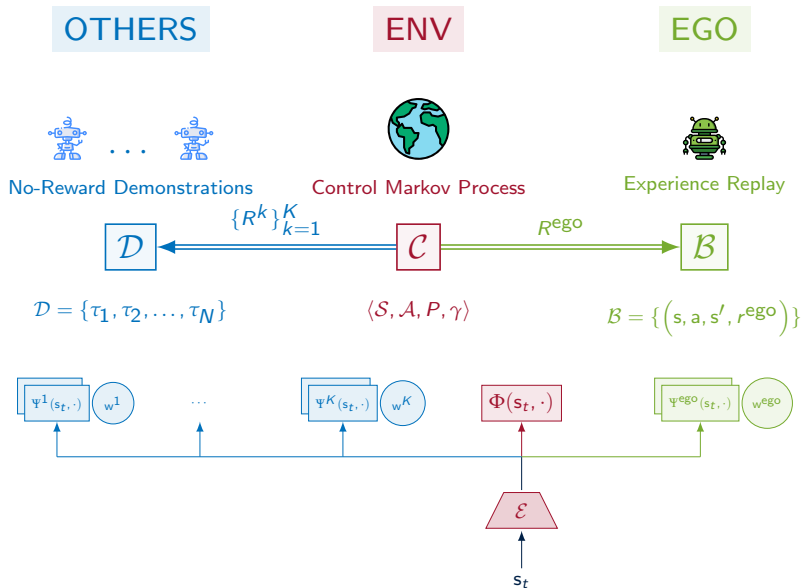 OTHERS ENV EGO
...
No-Reward Demonstrations Control Markov Process Experience Replay
{R^k}_{k=1}^K R^ego
𝒟 𝒞 ℬ
𝒟 = {τ_1, τ_2, ..., τ_N} ⟨𝒮, 𝒜, P, γ⟩ ℬ = {(s, a, s′, r^ego)}
Ψ^1(s_t, ·) w^1 ... Ψ^K(s_t, ·) w^K Φ(s_t, ·) Ψ^ego(s_t, ·) w^ego
ℰ
s_t